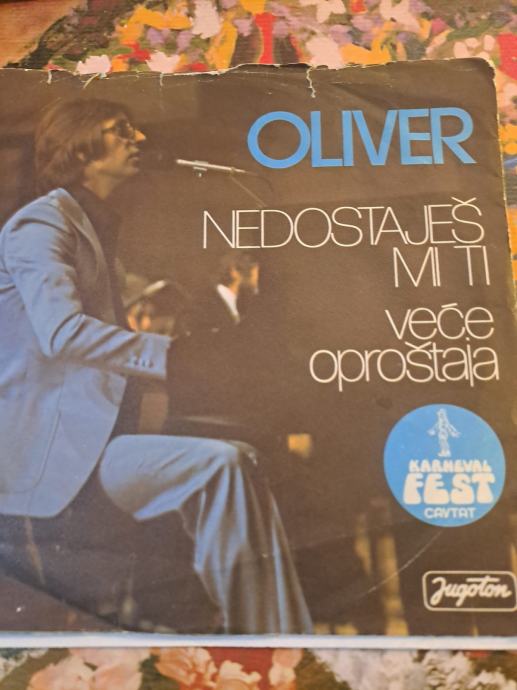 OLIVER
NEDOSTAJEŠ
MI TI
veče
oproštaja
KARNEVAL
FEST
CAVTAT
Jugoton